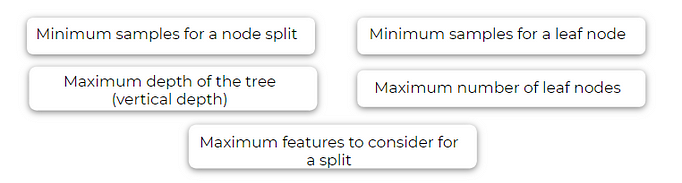 Minimum samples for a node split
Minimum samples for a leaf node
Maximum depth of the tree
(vertical depth)
Maximum number of leaf nodes
Maximum features to consider for
a split